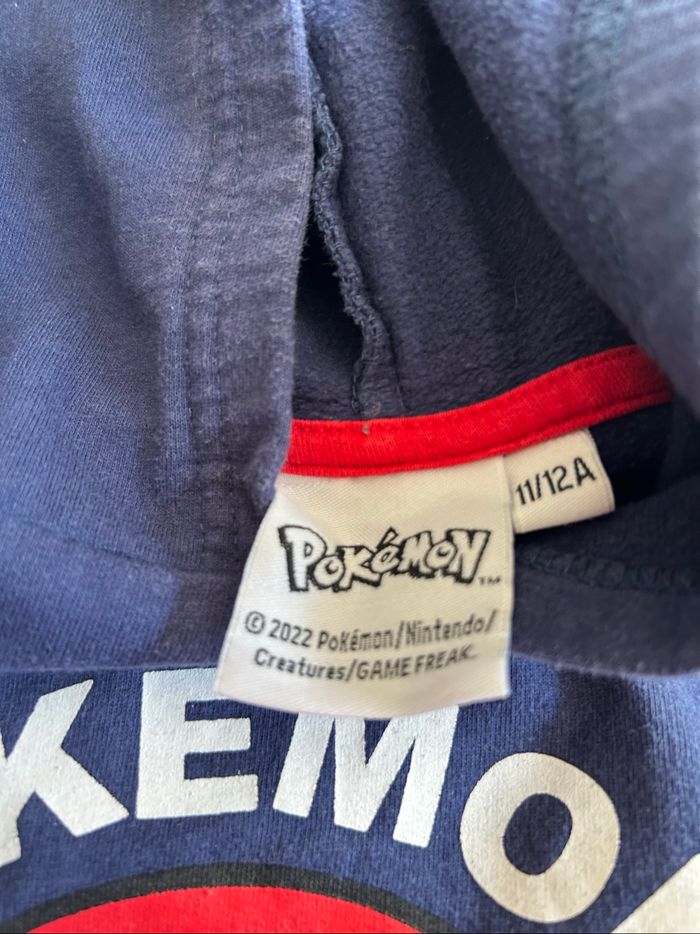 11/12A
POKéMON™
© 2022 Pokémon/Nintendo/
Creatures/GAME FREAK.
KEMO